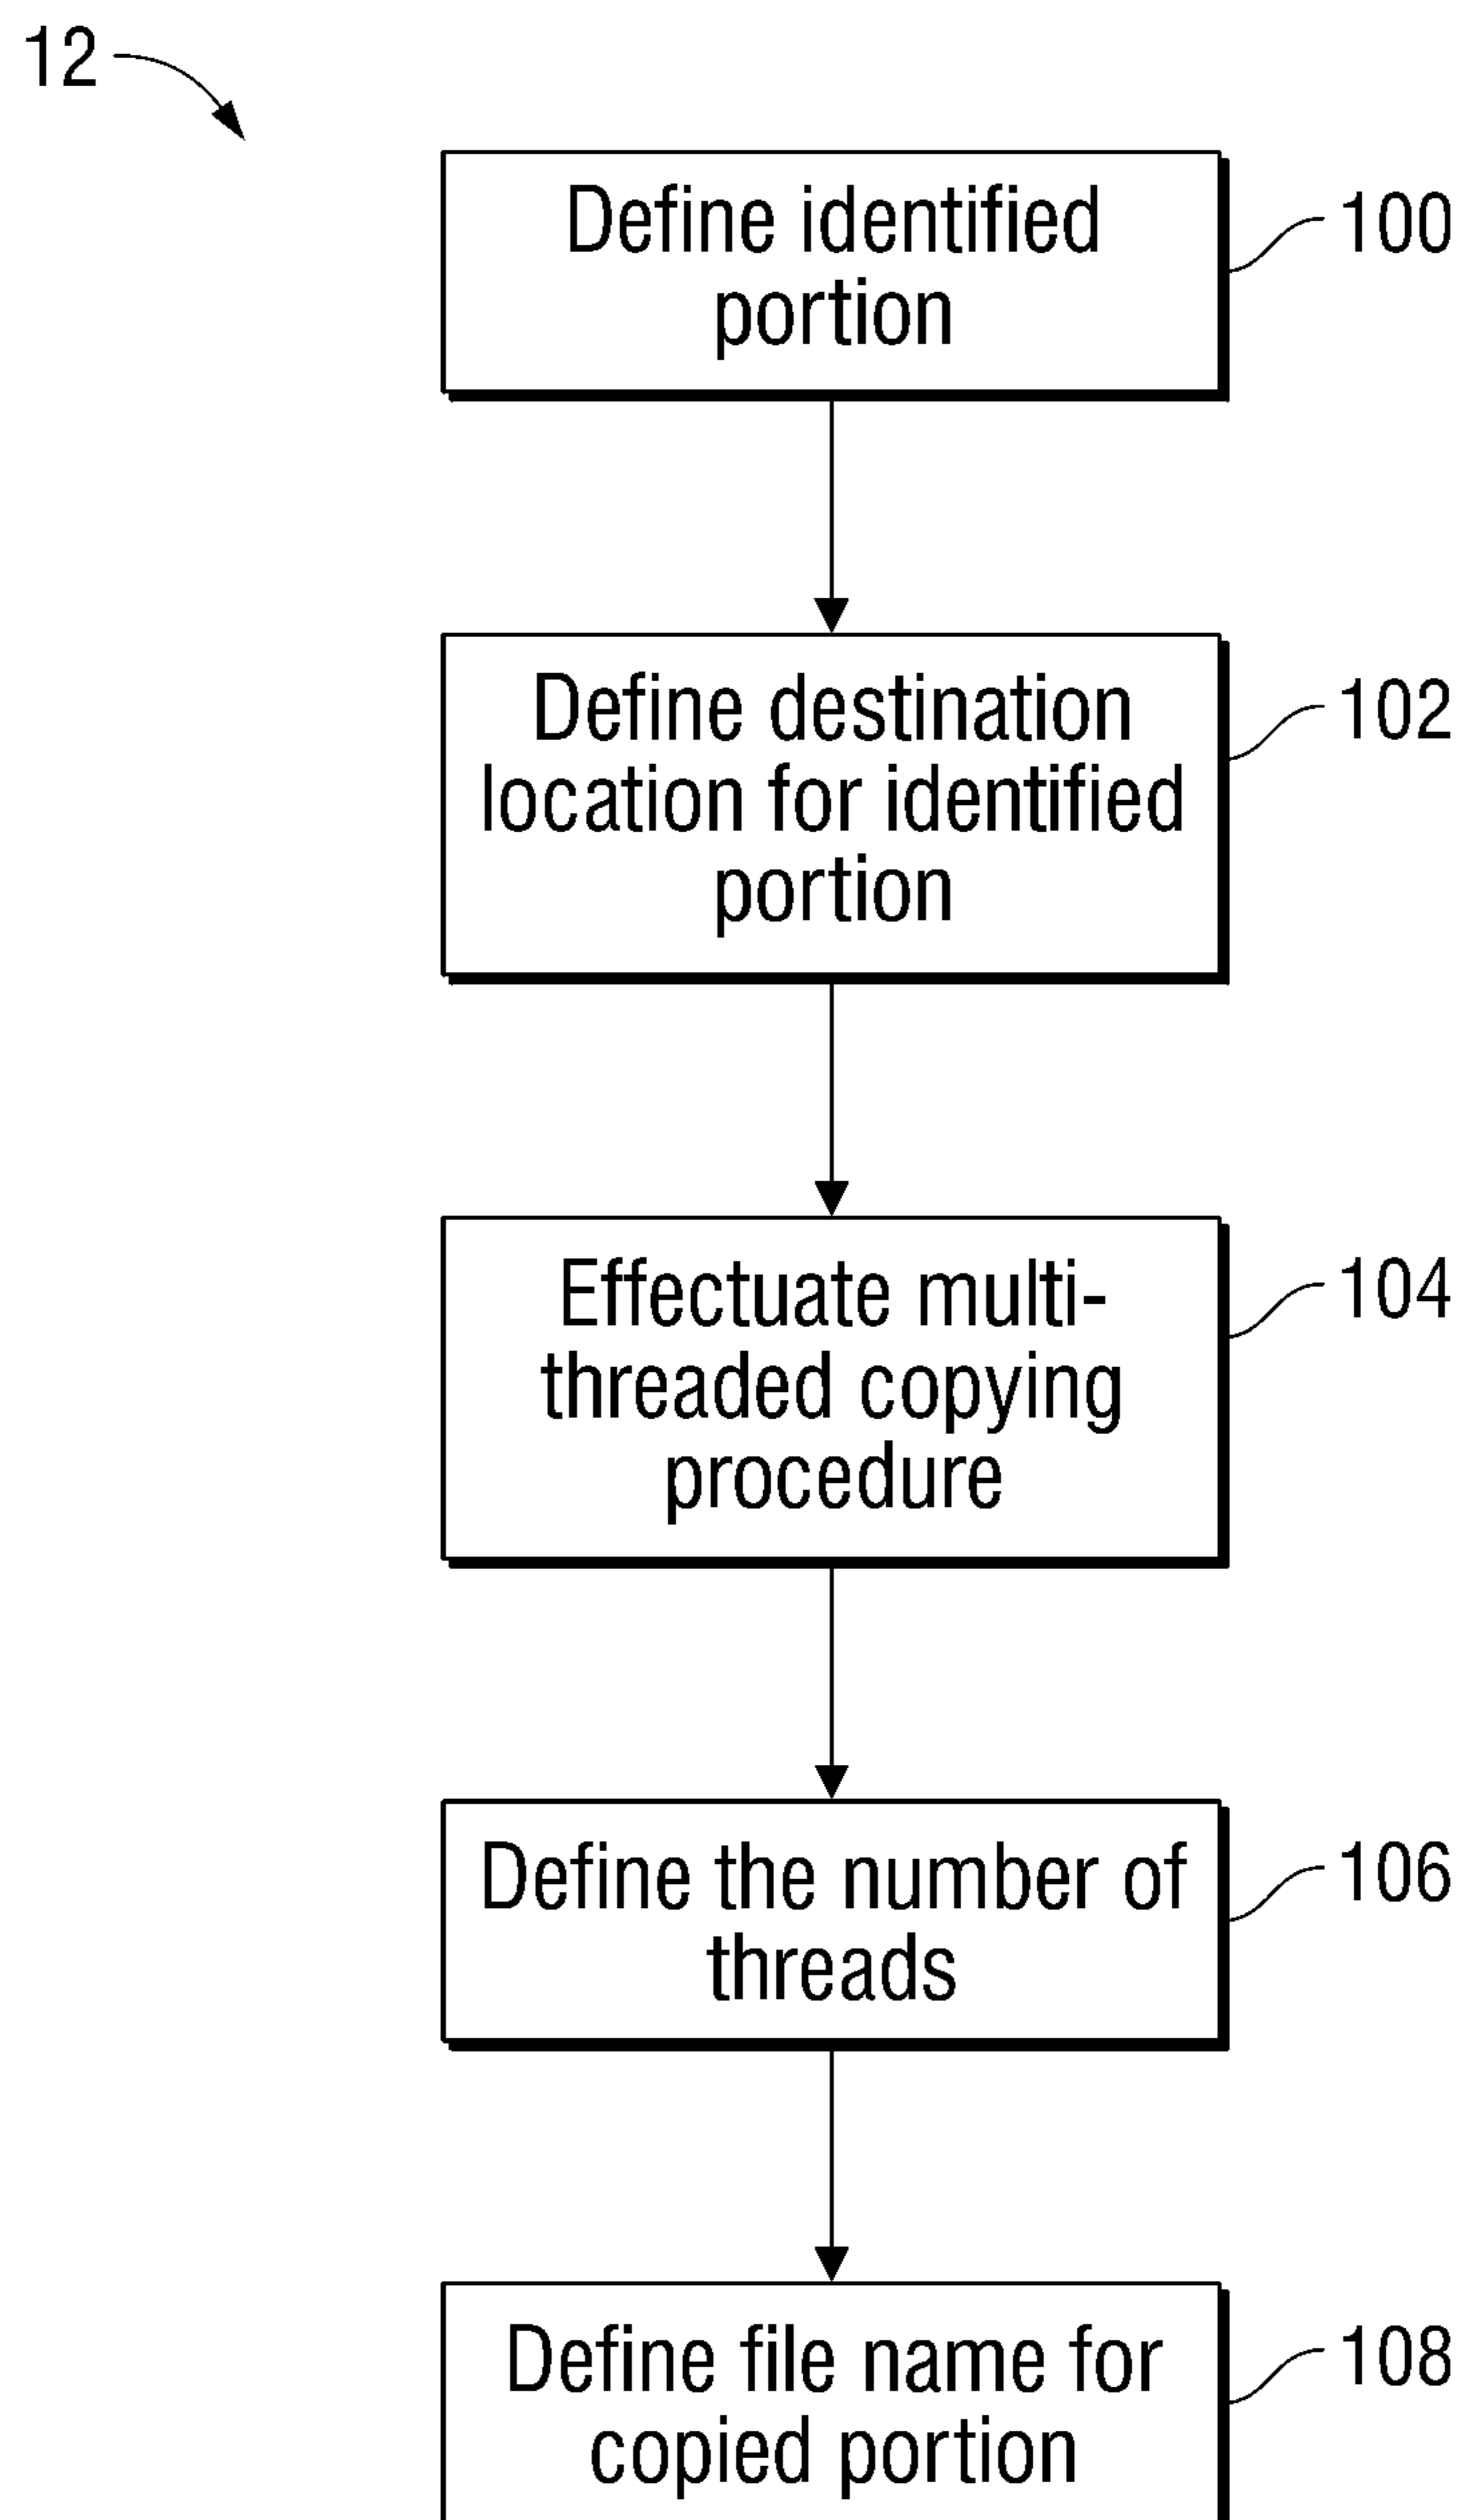 12
Define identified
portion
100
Define destination
location for identified
portion
102
Effectuate multi-
threaded copying
procedure
104
Define the number of
threads
106
Define file name for
copied portion
108